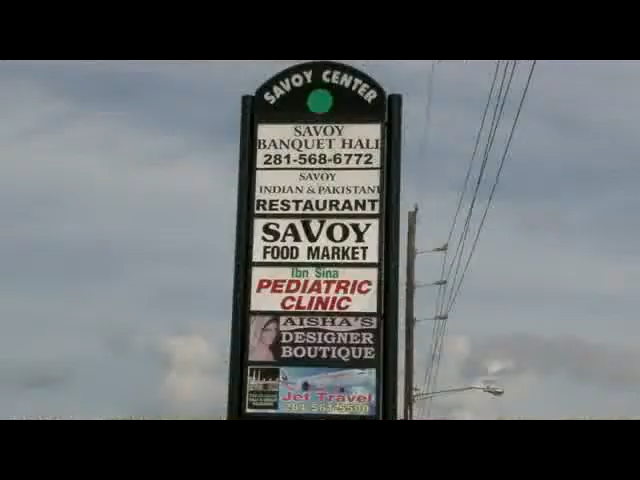 SAVOY CENTER
SAVOY
BANQUET HALL
281-568-6772
SAVOY
INDIAN & PAKISTANI
RESTAURANT
SAVOY
FOOD MARKET
Ibn Sina
PEDIATRIC
CLINIC
AISHA'S
DESIGNER
BOUTIQUE
Jet Travel